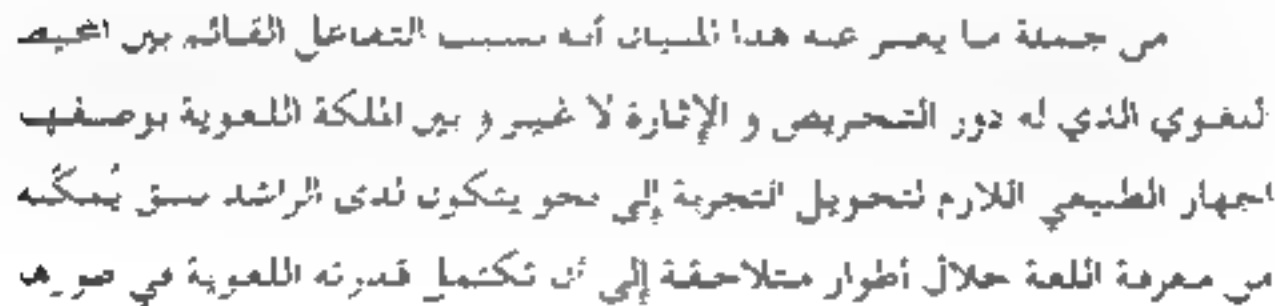 من جملة ما يعبر عنه هذا المبيان أنه بسبب التفاعل القائم بين المحيط
اللغوي الذي له دور التحريض و الإثارة لا غير و بين الملكة اللغوية بوصفها
الجهاز الطبيعي اللازم لتحويل التجربة إلى نحو يتكون لدى الراشد نسق يُمكّنه
من معرفة اللغة خلال أطوار متلاحقة إلى أن تكتمل قدرته اللغوية في صورها